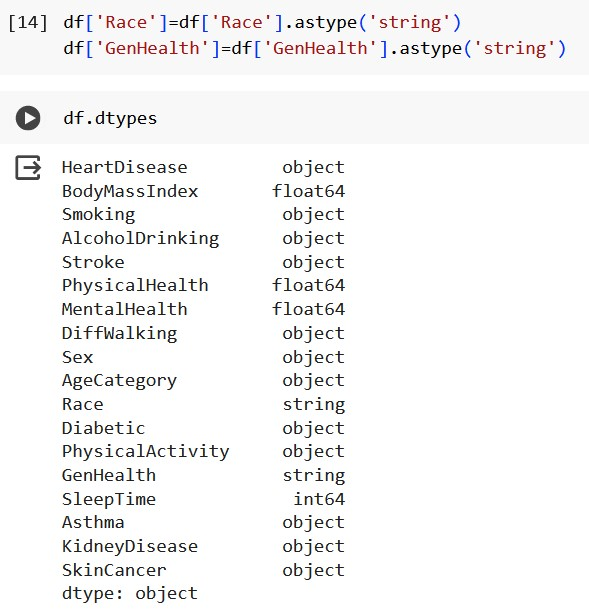 [14] df['Race']=df['Race'].astype('string')
df['GenHealth']=df['GenHealth'].astype('string')
df.dtypes
HeartDisease object
BodyMassIndex float64
Smoking object
AlcoholDrinking object
Stroke object
PhysicalHealth float64
MentalHealth float64
DiffWalking object
Sex object
AgeCategory object
Race string
Diabetic object
PhysicalActivity object
GenHealth string
SleepTime int64
Asthma object
KidneyDisease object
SkinCancer object
dtype: object